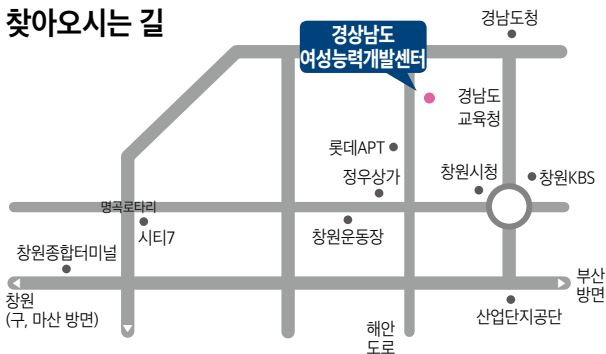 찾아오시는 길
경남도청
경상남도
여성능력개발센터
경남도
교육청
롯데APT
정우상가
창원시청
창원KBS
명곡로타리
시티7
창원운동장
창원종합터미널
창원
(구, 마산 방면)
부산
방면
산업단지공단
해안
도로